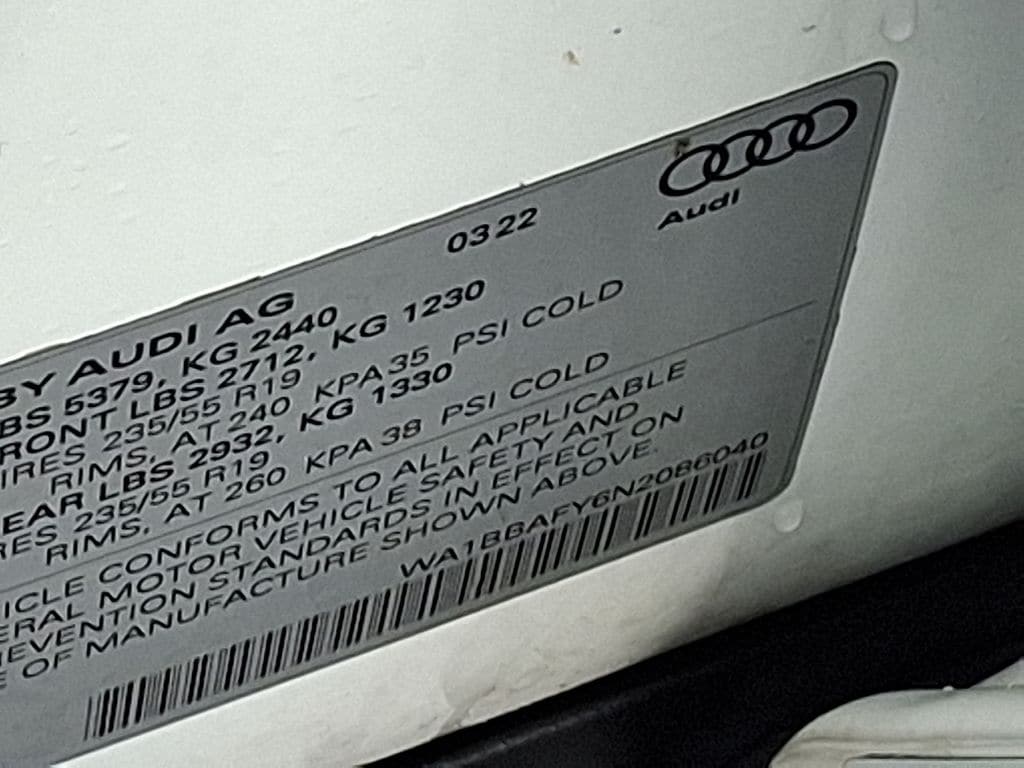 Audi
BY AUDI AG 0322
BS 5379, KG 2440
RONT LBS 2712, KG 1230
IRES 235/55 R19
RIMS, AT 240 KPA 35 PSI COLD
EAR LBS 2932, KG 1330
RES 235/55 R19
RIMS, AT 260 KPA 38 PSI COLD
ICLE CONFORMS TO ALL APPLICABLE
ERAL MOTOR VEHICLE SAFETY AND
REVENTION STANDARDS IN EFFECT ON
E OF MANUFACTURE SHOWN ABOVE.
WA1BBAFY6N2086040